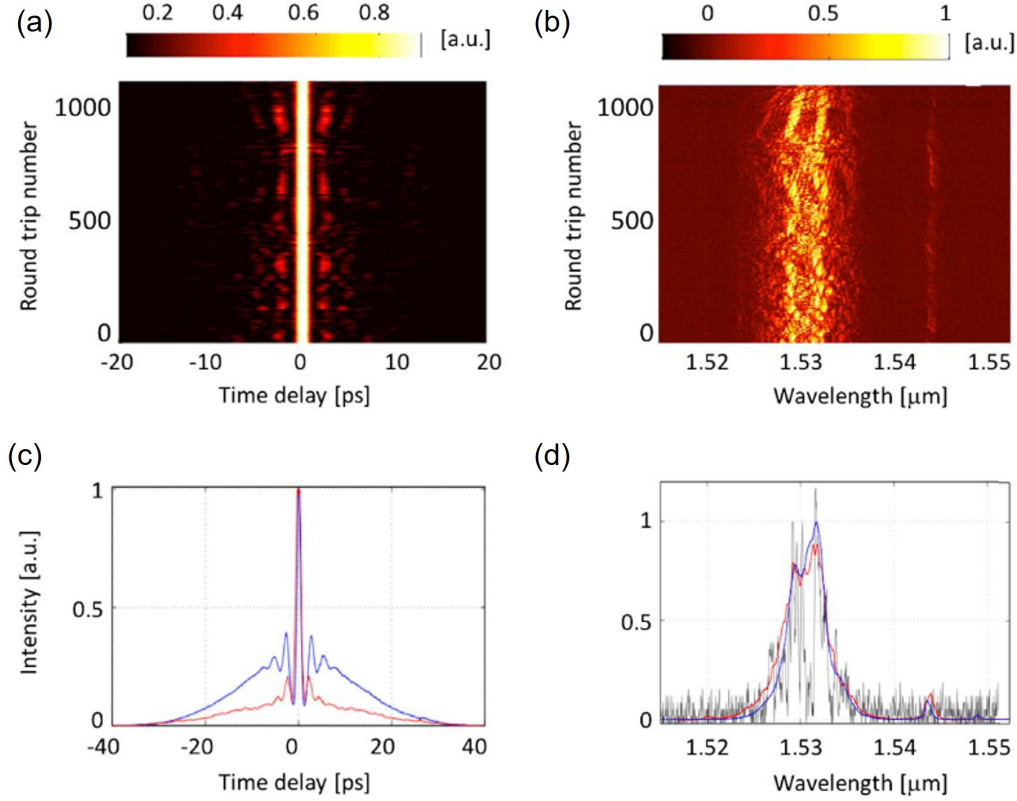 (a)
0.2 0.4 0.6 0.8
[a.u.]
Round trip number
1000
500
0
-20 -10 0 10 20
Time delay [ps]
(b)
0 0.5 1
[a.u.]
Round trip number
1000
500
0
1.52 1.53 1.54 1.55
Wavelength [μm]
(c)
Intensity [a.u.]
1
0.5
0
-40 -20 0 20 40
Time delay [ps]
(d)
1
0.5
0
1.52 1.53 1.54 1.55
Wavelength [μm]